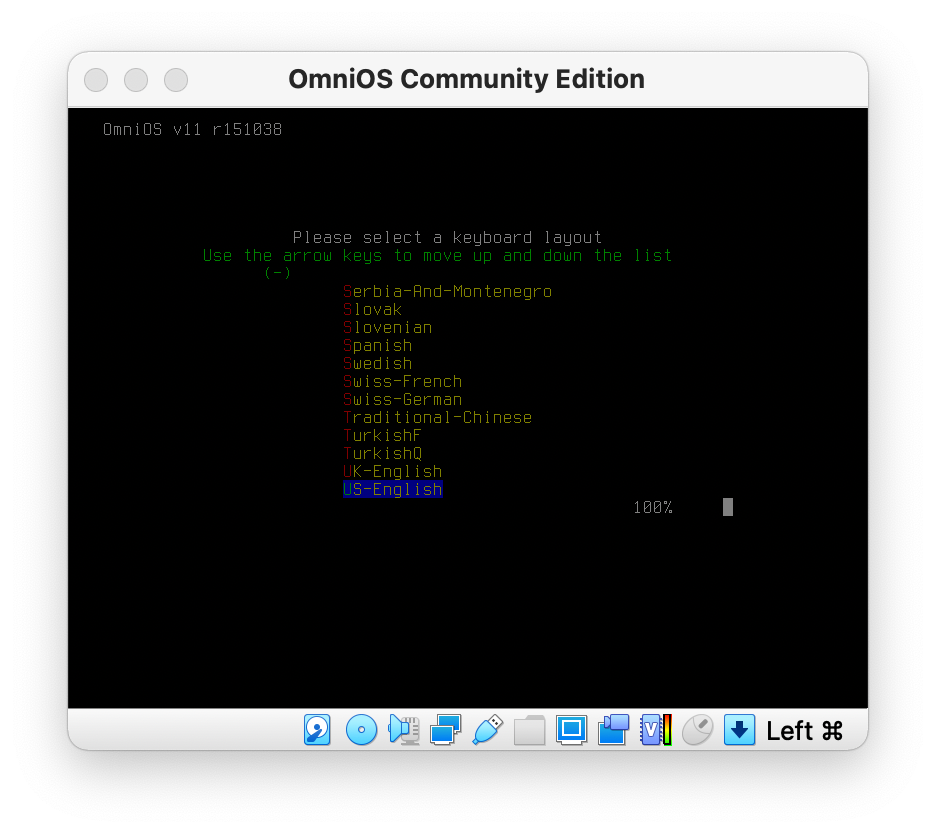 OmniOS Community Edition
OmniOS v11 r151038
Please select a keyboard layout
Use the arrow keys to move up and down the list
(-)
Serbia-And-Montenegro
Slovak
Slovenian
Spanish
Swedish
Swiss-French
Swiss-German
Traditional-Chinese
TurkishF
TurkishQ
UK-English
US-English
100%
V
Left ⌘